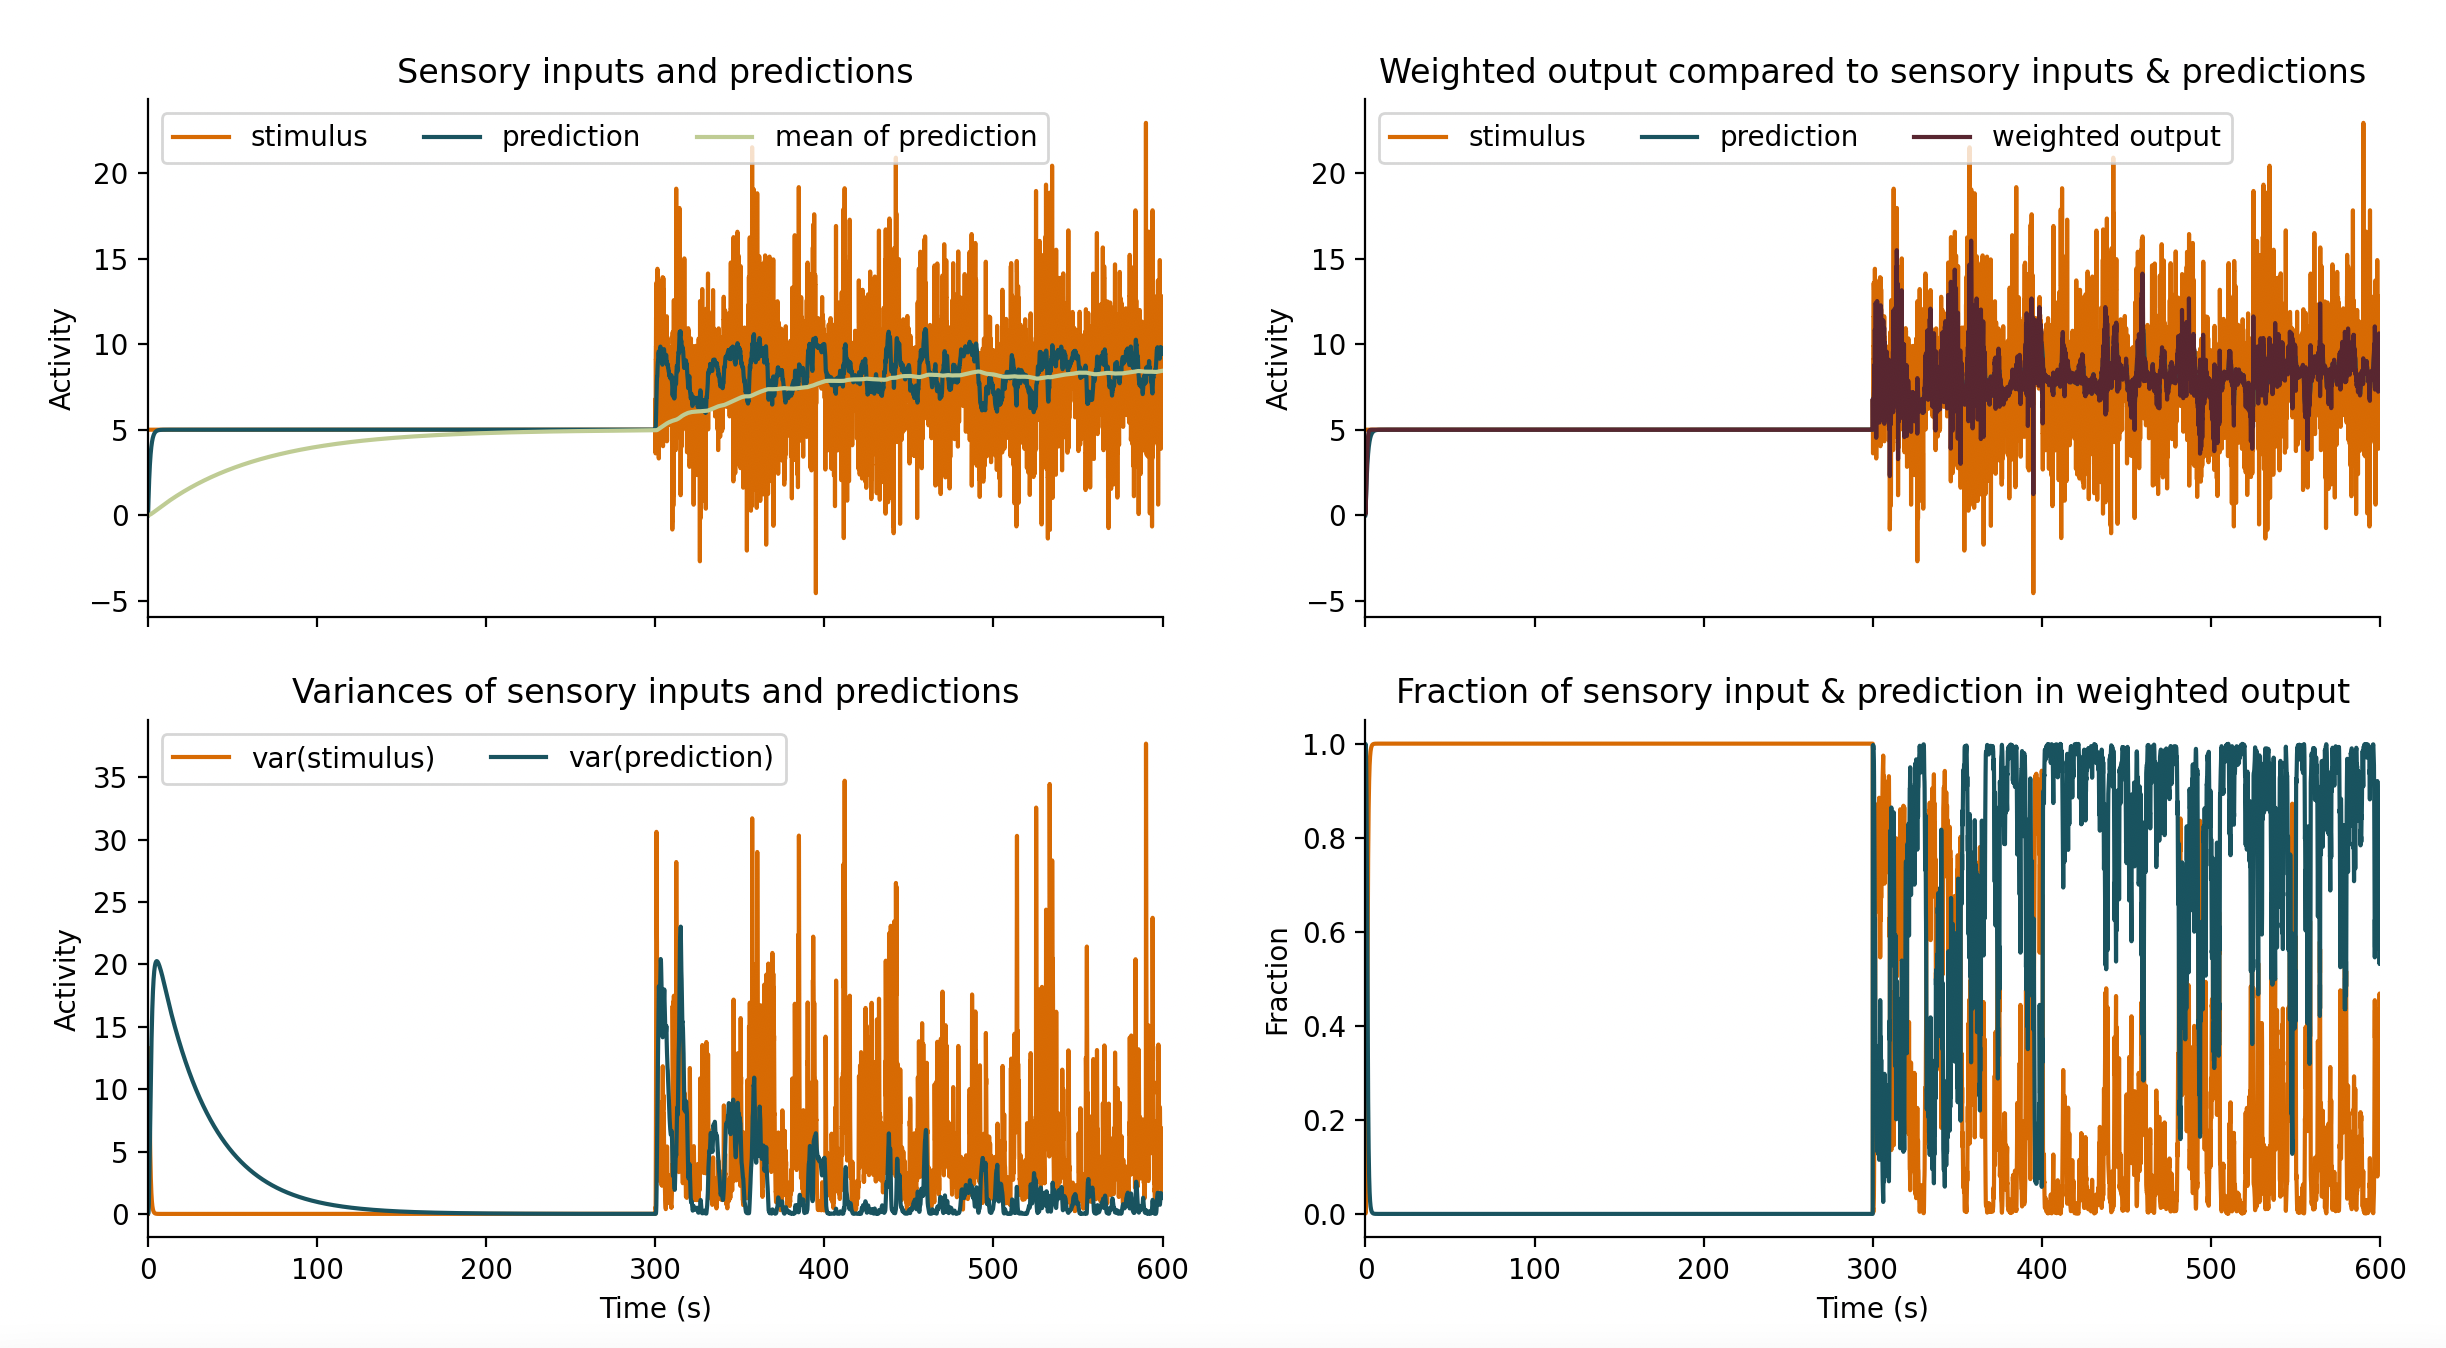 Sensory inputs and predictions
stimulus prediction mean of prediction
Activity
20
15
10
5
0
−5
Weighted output compared to sensory inputs & predictions
stimulus prediction weighted output
Activity
20
15
10
5
0
−5
Variances of sensory inputs and predictions
var(stimulus) var(prediction)
Activity
35
30
25
20
15
10
5
0
0 100 200 300 400 500 600
Time (s)
Fraction of sensory input & prediction in weighted output
Fraction
1.0
0.8
0.6
0.4
0.2
0.0
0 100 200 300 400 500 600
Time (s)